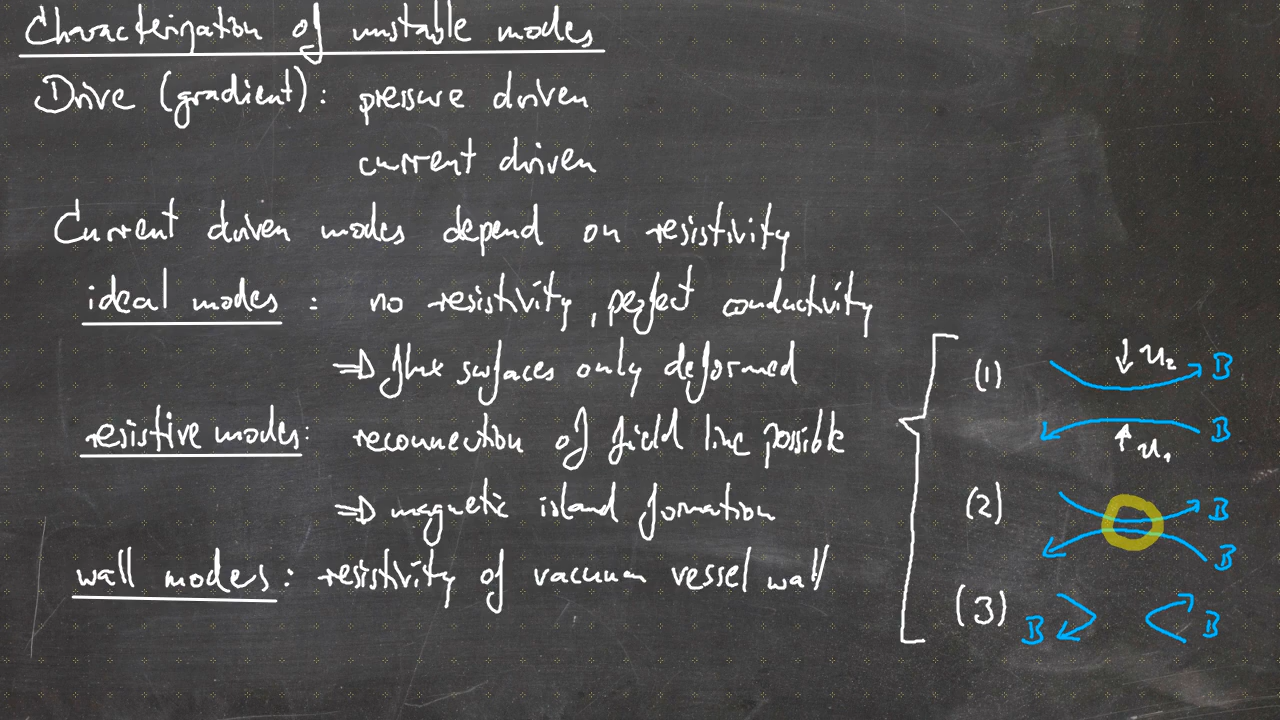 Characterization of unstable modes
Drive (gradient): pressure driven
current driven
Current driven modes depend on resistivity
ideal modes: no resistivity, perfect conductivity
⇒ flux surfaces only deformed
resistive modes: reconnection of field line possible
⇒ magnetic island formation
wall modes: resistivity of vacuum vessel wall
(1) ↓ u₂ B
↑ u₁ B
(2) B
B
(3) B B